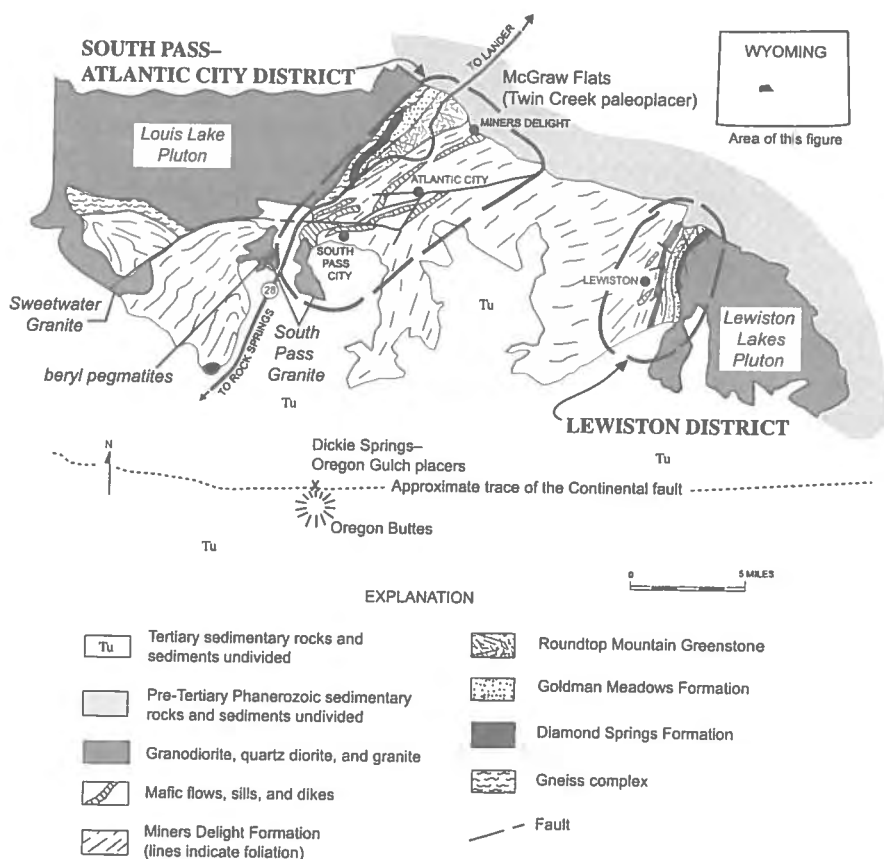 SOUTH PASS–
ATLANTIC CITY DISTRICT
TO LANDER
McGraw Flats
(Twin Creek paleoplacer)
WYOMING
Area of this figure
Louis Lake
Pluton
MINERS DELIGHT
ATLANTIC CITY
SOUTH
PASS
CITY
LEWISTON
Sweetwater
Granite
28
South
Pass
Granite
Tu
Lewiston
Lakes
Pluton
beryl pegmatites
TO ROCK SPRINGS
Tu
LEWISTON DISTRICT
Tu
N
Dickie Springs–
Oregon Gulch placers
Approximate trace of the Continental fault
Oregon Buttes
Tu
0 5 MILES
EXPLANATION
Tu
Tertiary sedimentary rocks and
sediments undivided
Pre-Tertiary Phanerozoic sedimentary
rocks and sediments undivided
Granodiorite, quartz diorite, and granite
Mafic flows, sills, and dikes
Miners Delight Formation
(lines indicate foliation)
Roundtop Mountain Greenstone
Goldman Meadows Formation
Diamond Springs Formation
Gneiss complex
Fault